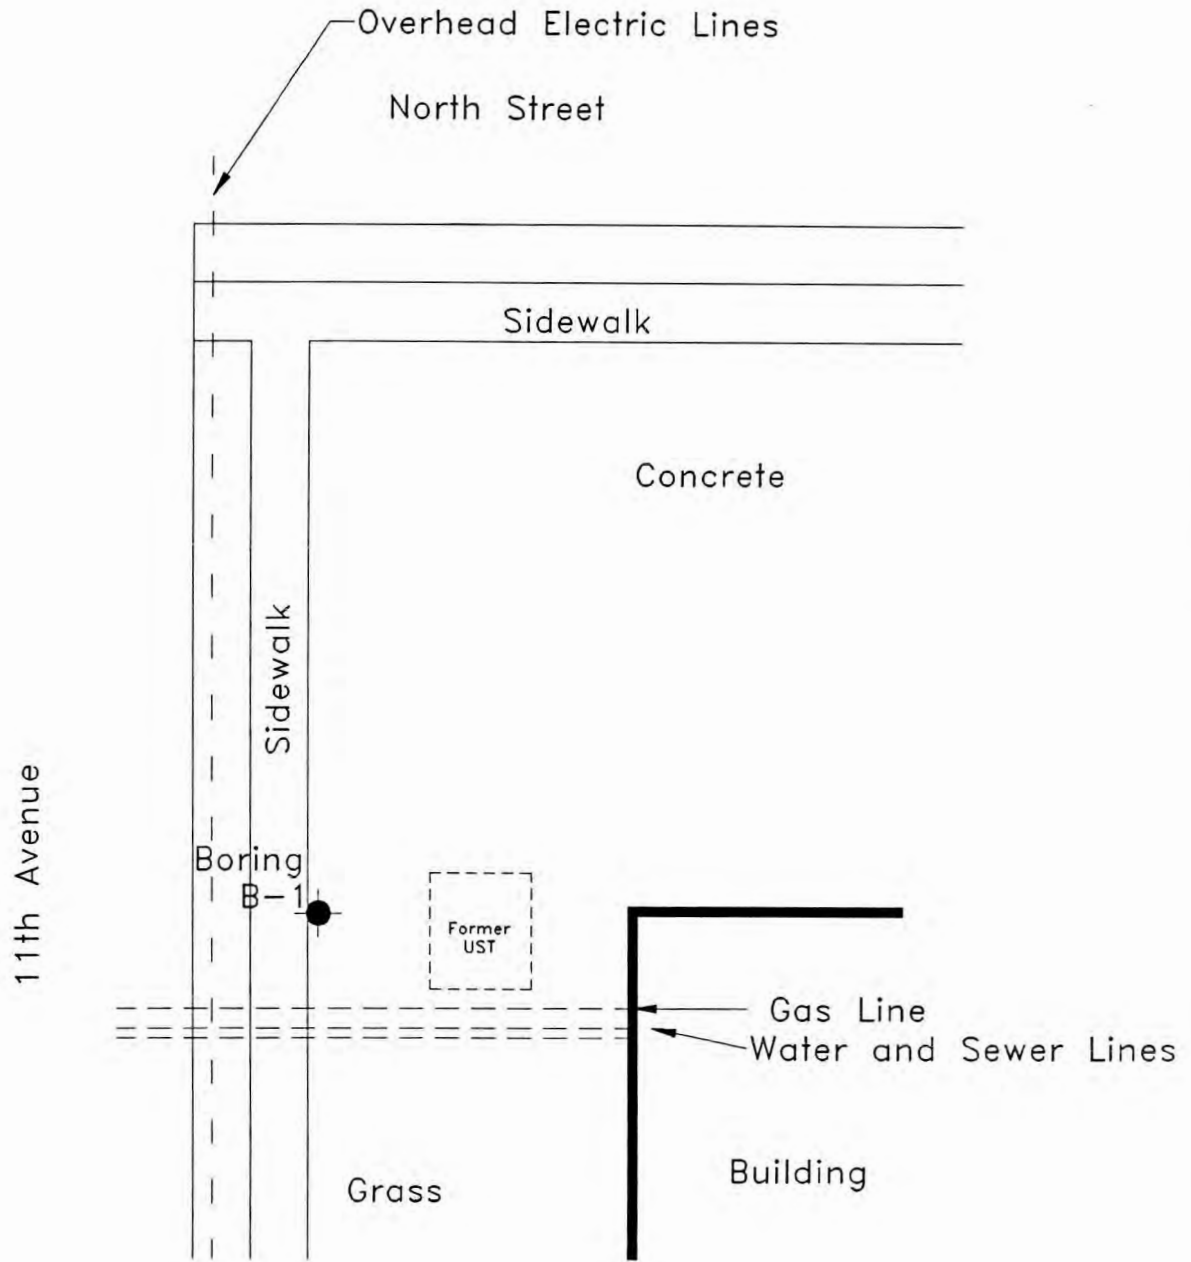 Overhead Electric Lines
North Street
Sidewalk
Concrete
Sidewalk
11th Avenue
Boring
B-1
Former
UST
Gas Line
Water and Sewer Lines
Building
Grass